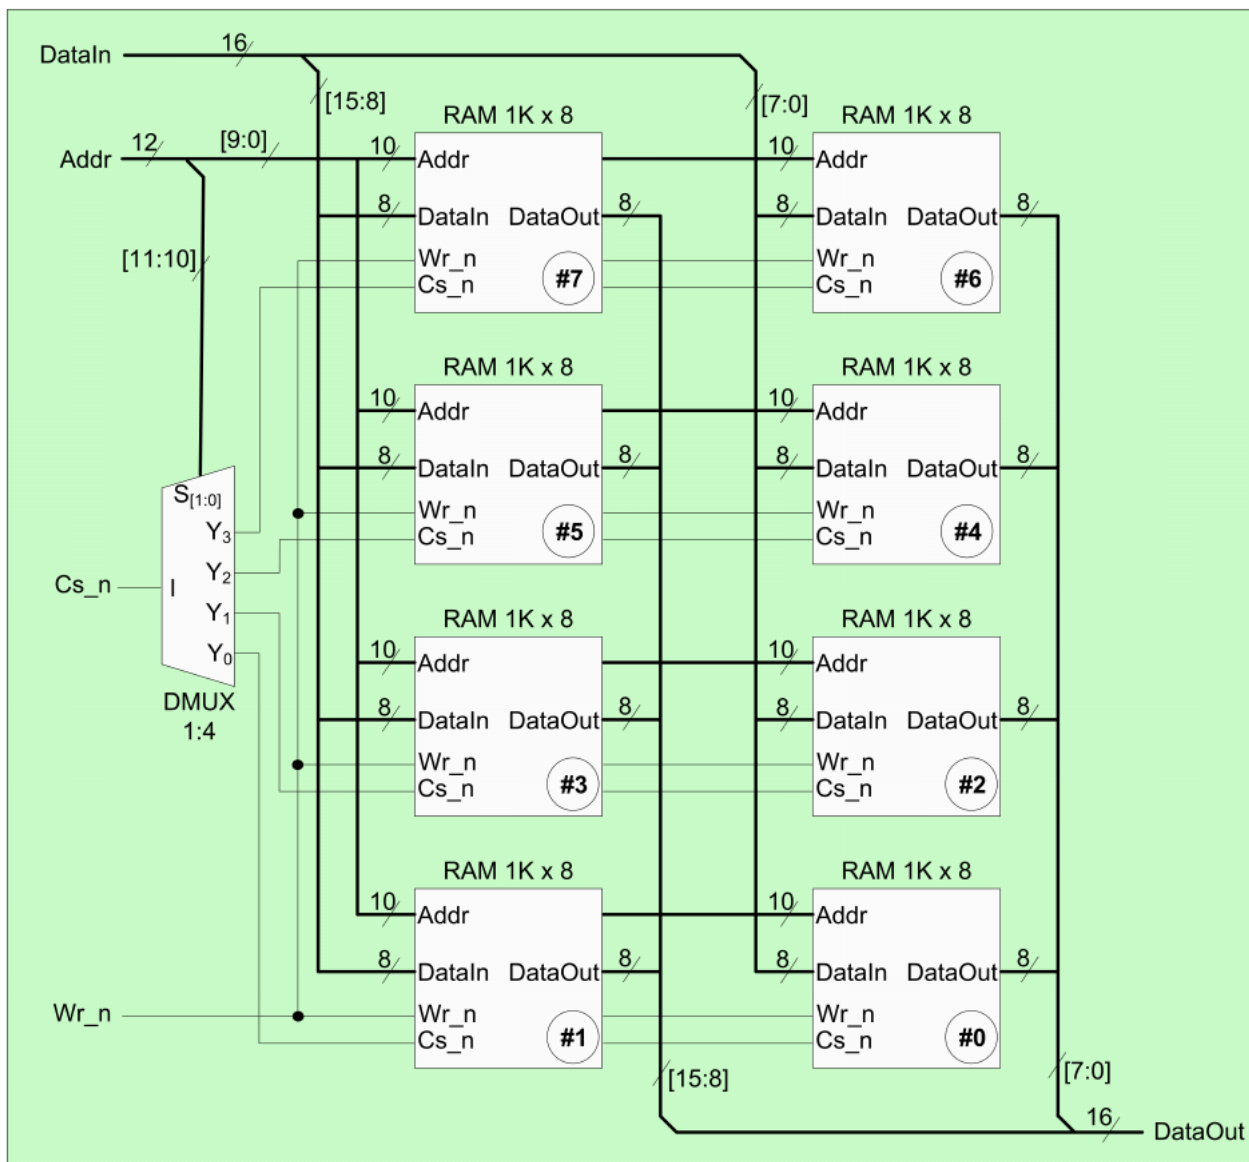 DataIn 16
[15:8] [7:0]
RAM 1K x 8 RAM 1K x 8
Addr 12 [9:0] 10 Addr 10 Addr
8 DataIn DataOut 8 8 DataIn DataOut 8
[11:10] Wr_n Wr_n
Cs_n #7 Cs_n #6
RAM 1K x 8 RAM 1K x 8
10 Addr 10 Addr
8 DataIn DataOut 8 8 DataIn DataOut 8
S[1:0] Wr_n Wr_n
Y3 Cs_n #5 Cs_n #4
Y2
Cs_n I
Y1 RAM 1K x 8 RAM 1K x 8
Y0 10 Addr 10 Addr
DMUX
1:4 8 DataIn DataOut 8 8 DataIn DataOut 8
Wr_n Wr_n
Cs_n #3 Cs_n #2
RAM 1K x 8 RAM 1K x 8
10 Addr 10 Addr
8 DataIn DataOut 8 8 DataIn DataOut 8
Wr_n Wr_n Wr_n
Cs_n #1 Cs_n #0
[15:8] [7:0]
16 DataOut